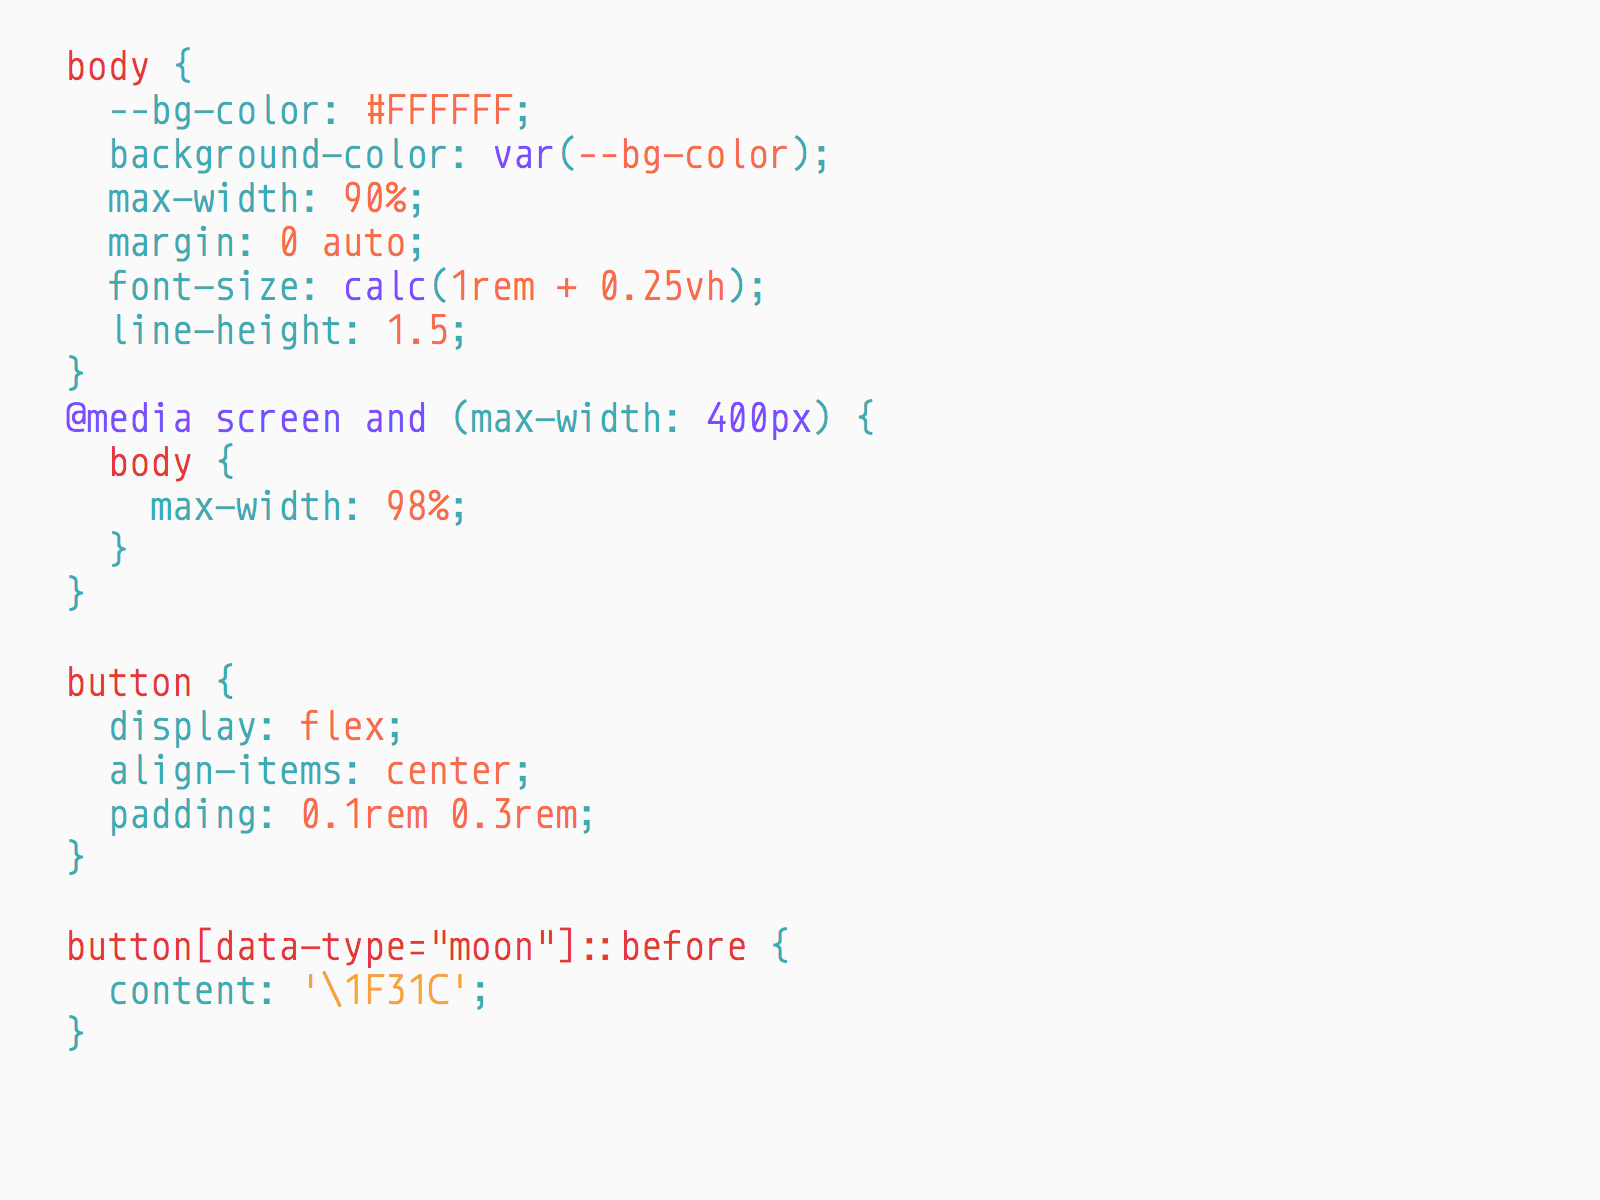 body {
  --bg-color: #FFFFFF;
  background-color: var(--bg-color);
  max-width: 90%;
  margin: 0 auto;
  font-size: calc(1rem + 0.25vh);
  line-height: 1.5;
}
@media screen and (max-width: 400px) {
  body {
    max-width: 98%;
  }
}

button {
  display: flex;
  align-items: center;
  padding: 0.1rem 0.3rem;
}

button[data-type="moon"]::before {
  content: '\1F31C';
}